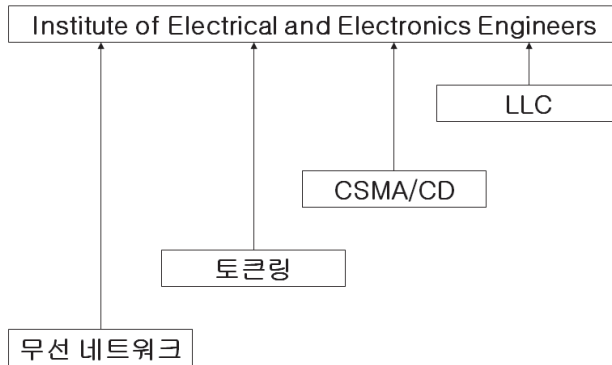 Institute of Electrical and Electronics Engineers
LLC
CSMA/CD
토큰링
무선 네트워크